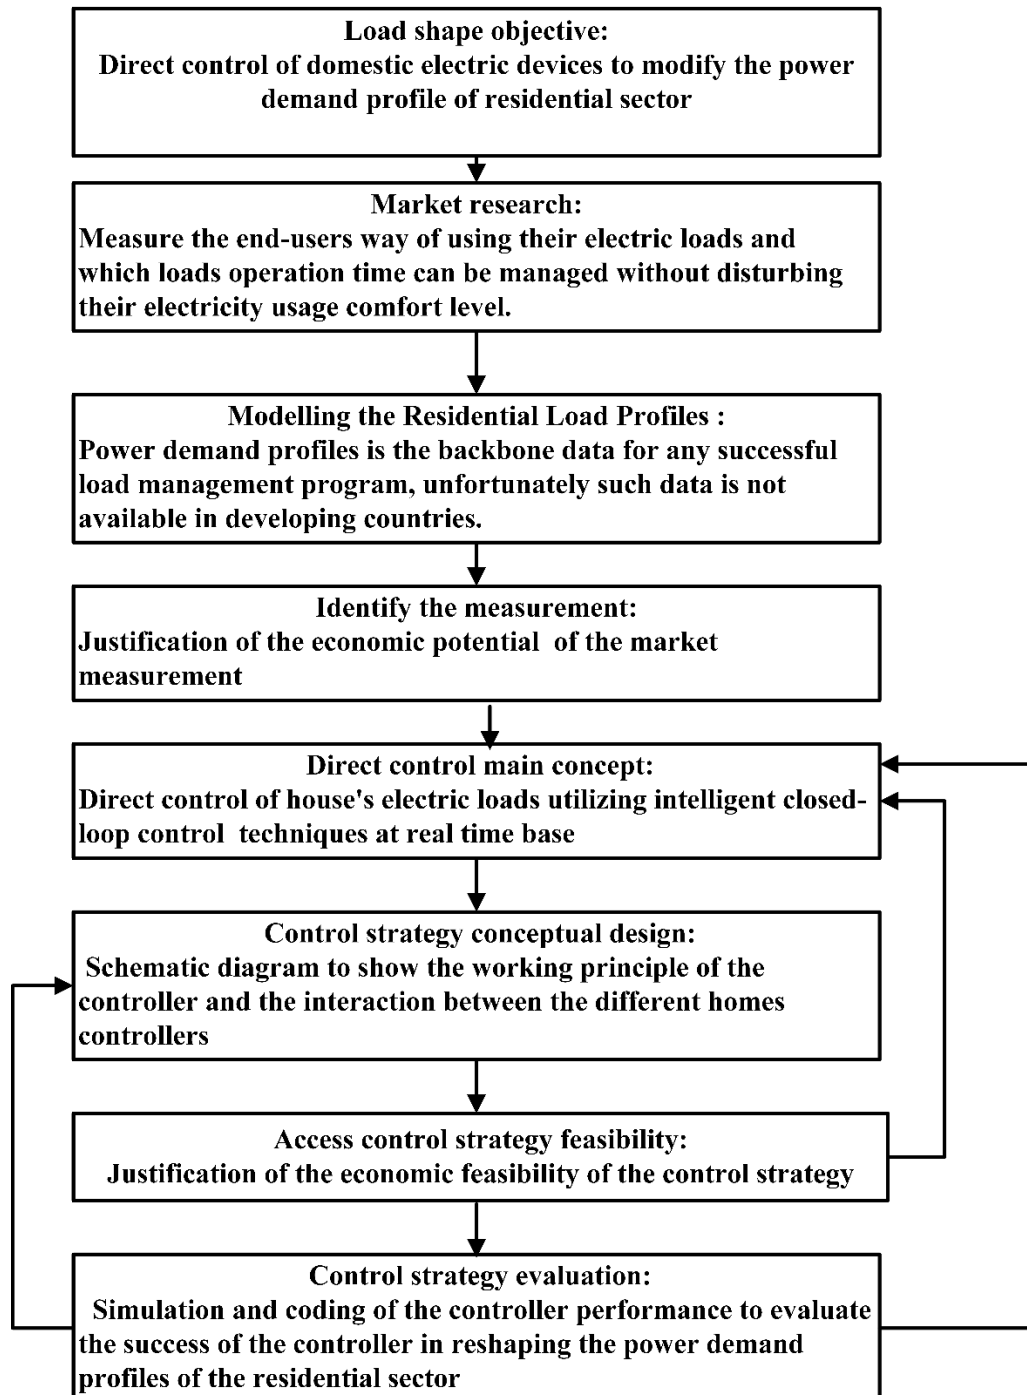 Load shape objective:
Direct control of domestic electric devices to modify the power
demand profile of residential sector
Market research:
Measure the end-users way of using their electric loads and
which loads operation time can be managed without disturbing
their electricity usage comfort level.
Modelling the Residential Load Profiles :
Power demand profiles is the backbone data for any successful
load management program, unfortunately such data is not
available in developing countries.
Identify the measurement:
Justification of the economic potential of the market
measurement
Direct control main concept:
Direct control of house's electric loads utilizing intelligent closed-
loop control techniques at real time base
Control strategy conceptual design:
Schematic diagram to show the working principle of the
controller and the interaction between the different homes
controllers
Access control strategy feasibility:
Justification of the economic feasibility of the control strategy
Control strategy evaluation:
Simulation and coding of the controller performance to evaluate
the success of the controller in reshaping the power demand
profiles of the residential sector